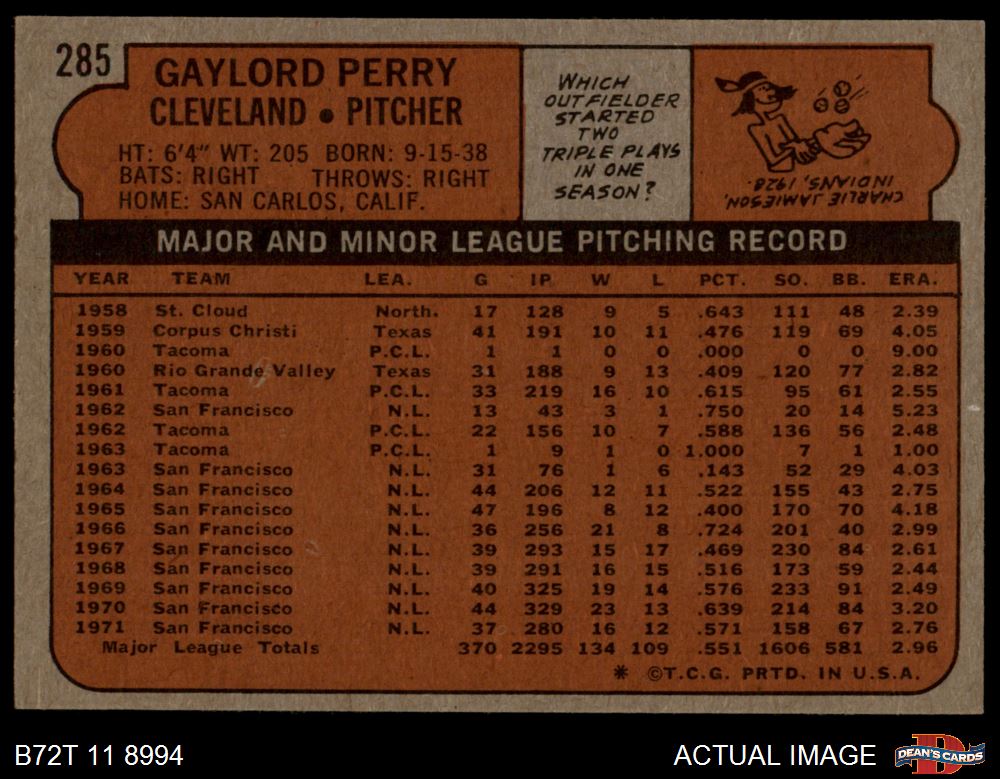 285
GAYLORD PERRY
CLEVELAND • PITCHER
HT: 6'4" WT: 205 BORN: 9-15-38
BATS: RIGHT THROWS: RIGHT
HOME: SAN CARLOS, CALIF.
WHICH
OUTFIELDER
STARTED
TWO
TRIPLE PLAYS
IN ONE
SEASON?
CHARLIE JAMIESON,
INDIANS, 1928.
MAJOR AND MINOR LEAGUE PITCHING RECORD
YEAR TEAM LEA. G IP W L PCT. SO. BB. ERA.
1958 St. Cloud North. 17 128 9 5 .643 111 48 2.39
1959 Corpus Christi Texas 41 191 10 11 .476 119 69 4.05
1960 Tacoma P.C.L. 1 1 0 0 .000 0 0 9.00
1960 Rio Grande Valley Texas 31 188 9 13 .409 120 77 2.82
1961 Tacoma P.C.L. 33 219 16 10 .615 95 61 2.55
1962 San Francisco N.L. 13 43 3 1 .750 20 14 5.23
1962 Tacoma P.C.L. 22 156 10 7 .588 136 56 2.48
1963 Tacoma P.C.L. 1 9 1 0 1.000 7 1 1.00
1963 San Francisco N.L. 31 76 1 6 .143 52 29 4.03
1964 San Francisco N.L. 44 206 12 11 .522 155 43 2.75
1965 San Francisco N.L. 47 196 8 12 .400 170 70 4.18
1966 San Francisco N.L. 36 256 21 8 .724 201 40 2.99
1967 San Francisco N.L. 39 293 15 17 .469 230 84 2.61
1968 San Francisco N.L. 39 291 16 15 .516 173 59 2.44
1969 San Francisco N.L. 40 325 19 14 .576 233 91 2.49
1970 San Francisco N.L. 44 329 23 13 .639 214 84 3.20
1971 San Francisco N.L. 37 280 16 12 .571 158 67 2.76
Major League Totals 370 2295 134 109 .551 1606 581 2.96
* ©T.C.G. PRTD. IN U.S.A.
B72T 11 8994
ACTUAL IMAGE
DEAN'S CARDS